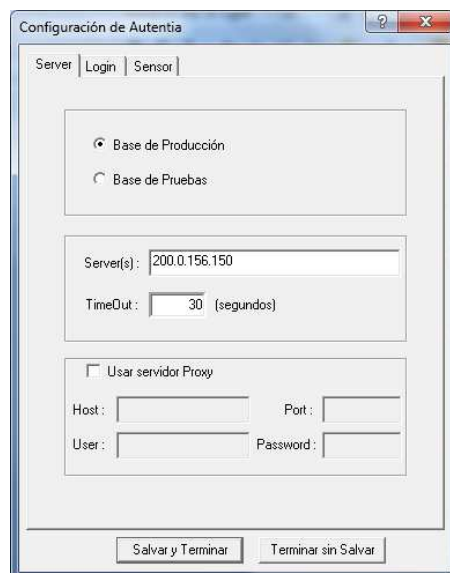 Configuración de Autentia
Server Login Sensor
Base de Producción
Base de Pruebas
Server(s) : 200.0.156.150
TimeOut : 30 (segundos)
Usar servidor Proxy
Host : Port :
User : Password :
Salvar y Terminar Terminar sin Salvar